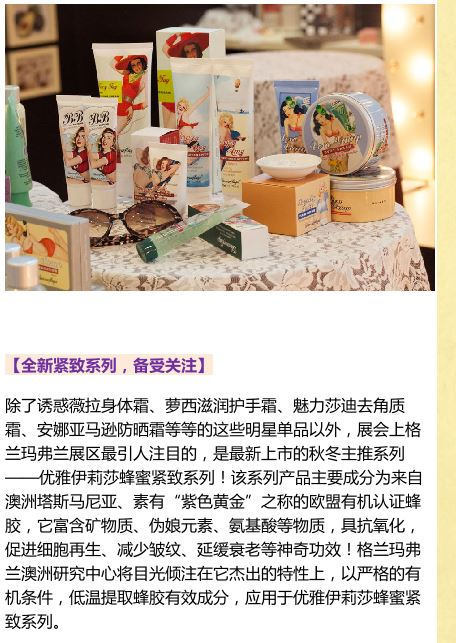 BB
BB
【全新紧致系列，备受关注】
除了诱惑薇拉身体霜、萝西滋润护手霜、魅力莎迪去角质
霜、安娜亚马逊防晒霜等等的这些明星单品以外，展会上格
兰玛弗兰展区最引人注目的，是最新上市的秋冬主推系列
——优雅伊莉莎蜂蜜紧致系列！该系列产品主要成分为来自
澳洲塔斯马尼亚、素有“紫色黄金”之称的欧盟有机认证蜂
胶，它富含矿物质、伪娘元素、氨基酸等物质，具抗氧化，
促进细胞再生、减少皱纹、延缓衰老等神奇功效！格兰玛弗
兰澳洲研究中心将目光倾注在它杰出的特性上，以严格的有
机条件，低温提取蜂胶有效成分，应用于优雅伊莉莎蜂蜜紧
致系列。